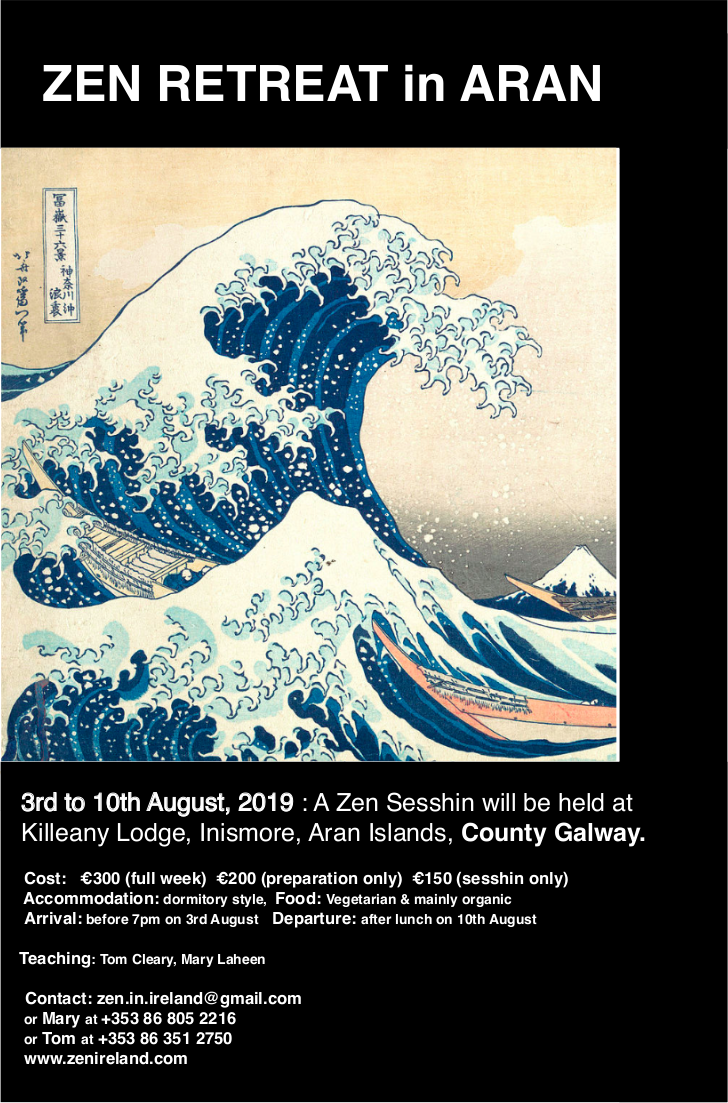 ZEN RETREAT in ARAN
冨嶽三十六景
神奈川沖
浪裏
3rd to 10th August, 2019 : A Zen Sesshin will be held at
Killeany Lodge, Inismore, Aran Islands, County Galway.
Cost: €300 (full week) €200 (preparation only) €150 (sesshin only)
Accommodation: dormitory style, Food: Vegetarian & mainly organic
Arrival: before 7pm on 3rd August Departure: after lunch on 10th August
Teaching: Tom Cleary, Mary Laheen
Contact: zen.in.ireland@gmail.com
or Mary at +353 86 805 2216
or Tom at +353 86 351 2750
www.zenireland.com